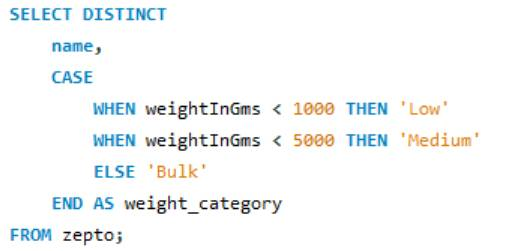 SELECT DISTINCT
    name,
    CASE
        WHEN weightInGms < 1000 THEN 'Low'
        WHEN weightInGms < 5000 THEN 'Medium'
        ELSE 'Bulk'
    END AS weight_category
FROM zepto;